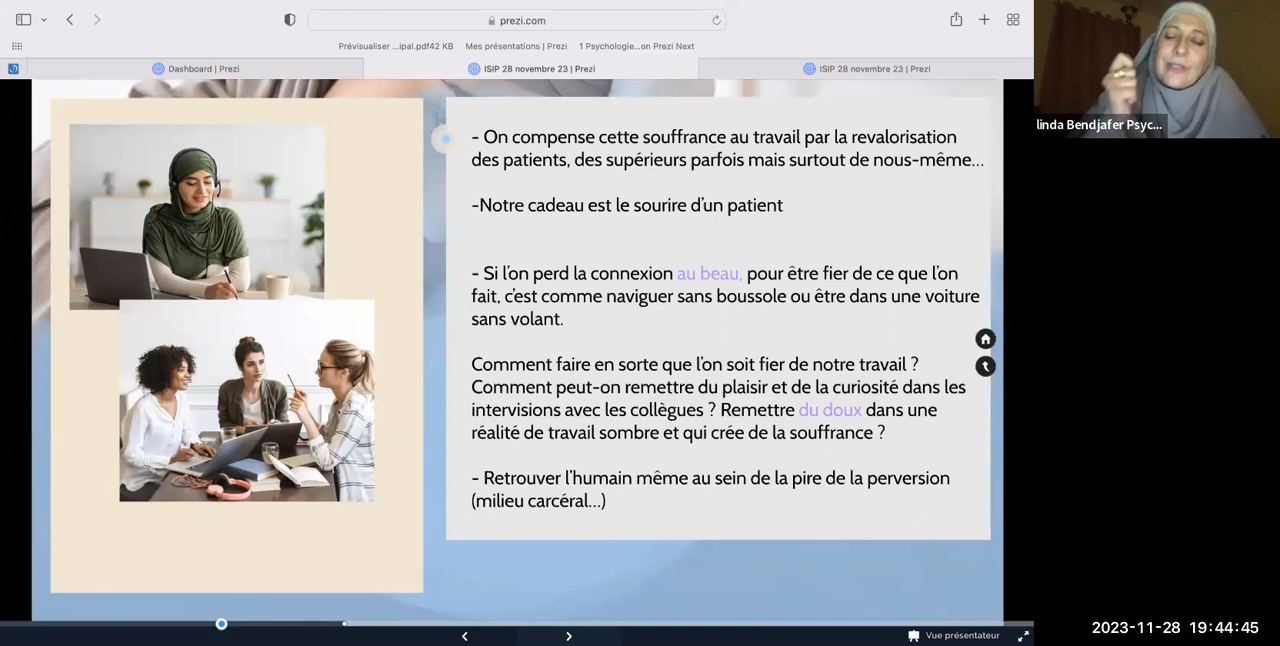 prezi.com
Prévisualiser ...ipal.pdf42 KB Mes présentations | Prezi 1 Psychologie...on Prezi Next
Dashboard | Prezi ISIP 28 novembre 23 | Prezi ISIP 28 novembre 23 | Prezi
linda Bendjafer Psyc...
- On compense cette souffrance au travail par la revalorisation
des patients, des supérieurs parfois mais surtout de nous-même...
-Notre cadeau est le sourire d'un patient
- Si l'on perd la connexion au beau, pour être fier de ce que l'on
fait, c'est comme naviguer sans boussole ou être dans une voiture
sans volant.
Comment faire en sorte que l'on soit fier de notre travail ?
Comment peut-on remettre du plaisir et de la curiosité dans les
intervisions avec les collègues ? Remettre du doux dans une
réalité de travail sombre et qui crée de la souffrance ?
- Retrouver l'humain même au sein de la pire de la perversion
(milieu carcéral...)
Vue présentateur
2023-11-28 19:44:45